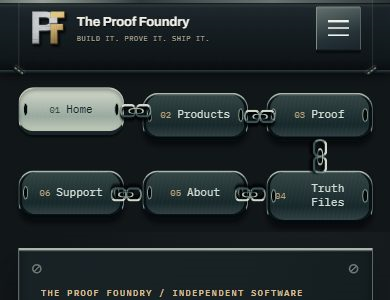 PF The Proof Foundry
BUILD IT. PROVE IT. SHIP IT.
01 Home
02 Products
03 Proof
06 Support
05 About
04 Truth Files
THE PROOF FOUNDRY / INDEPENDENT SOFTWARE